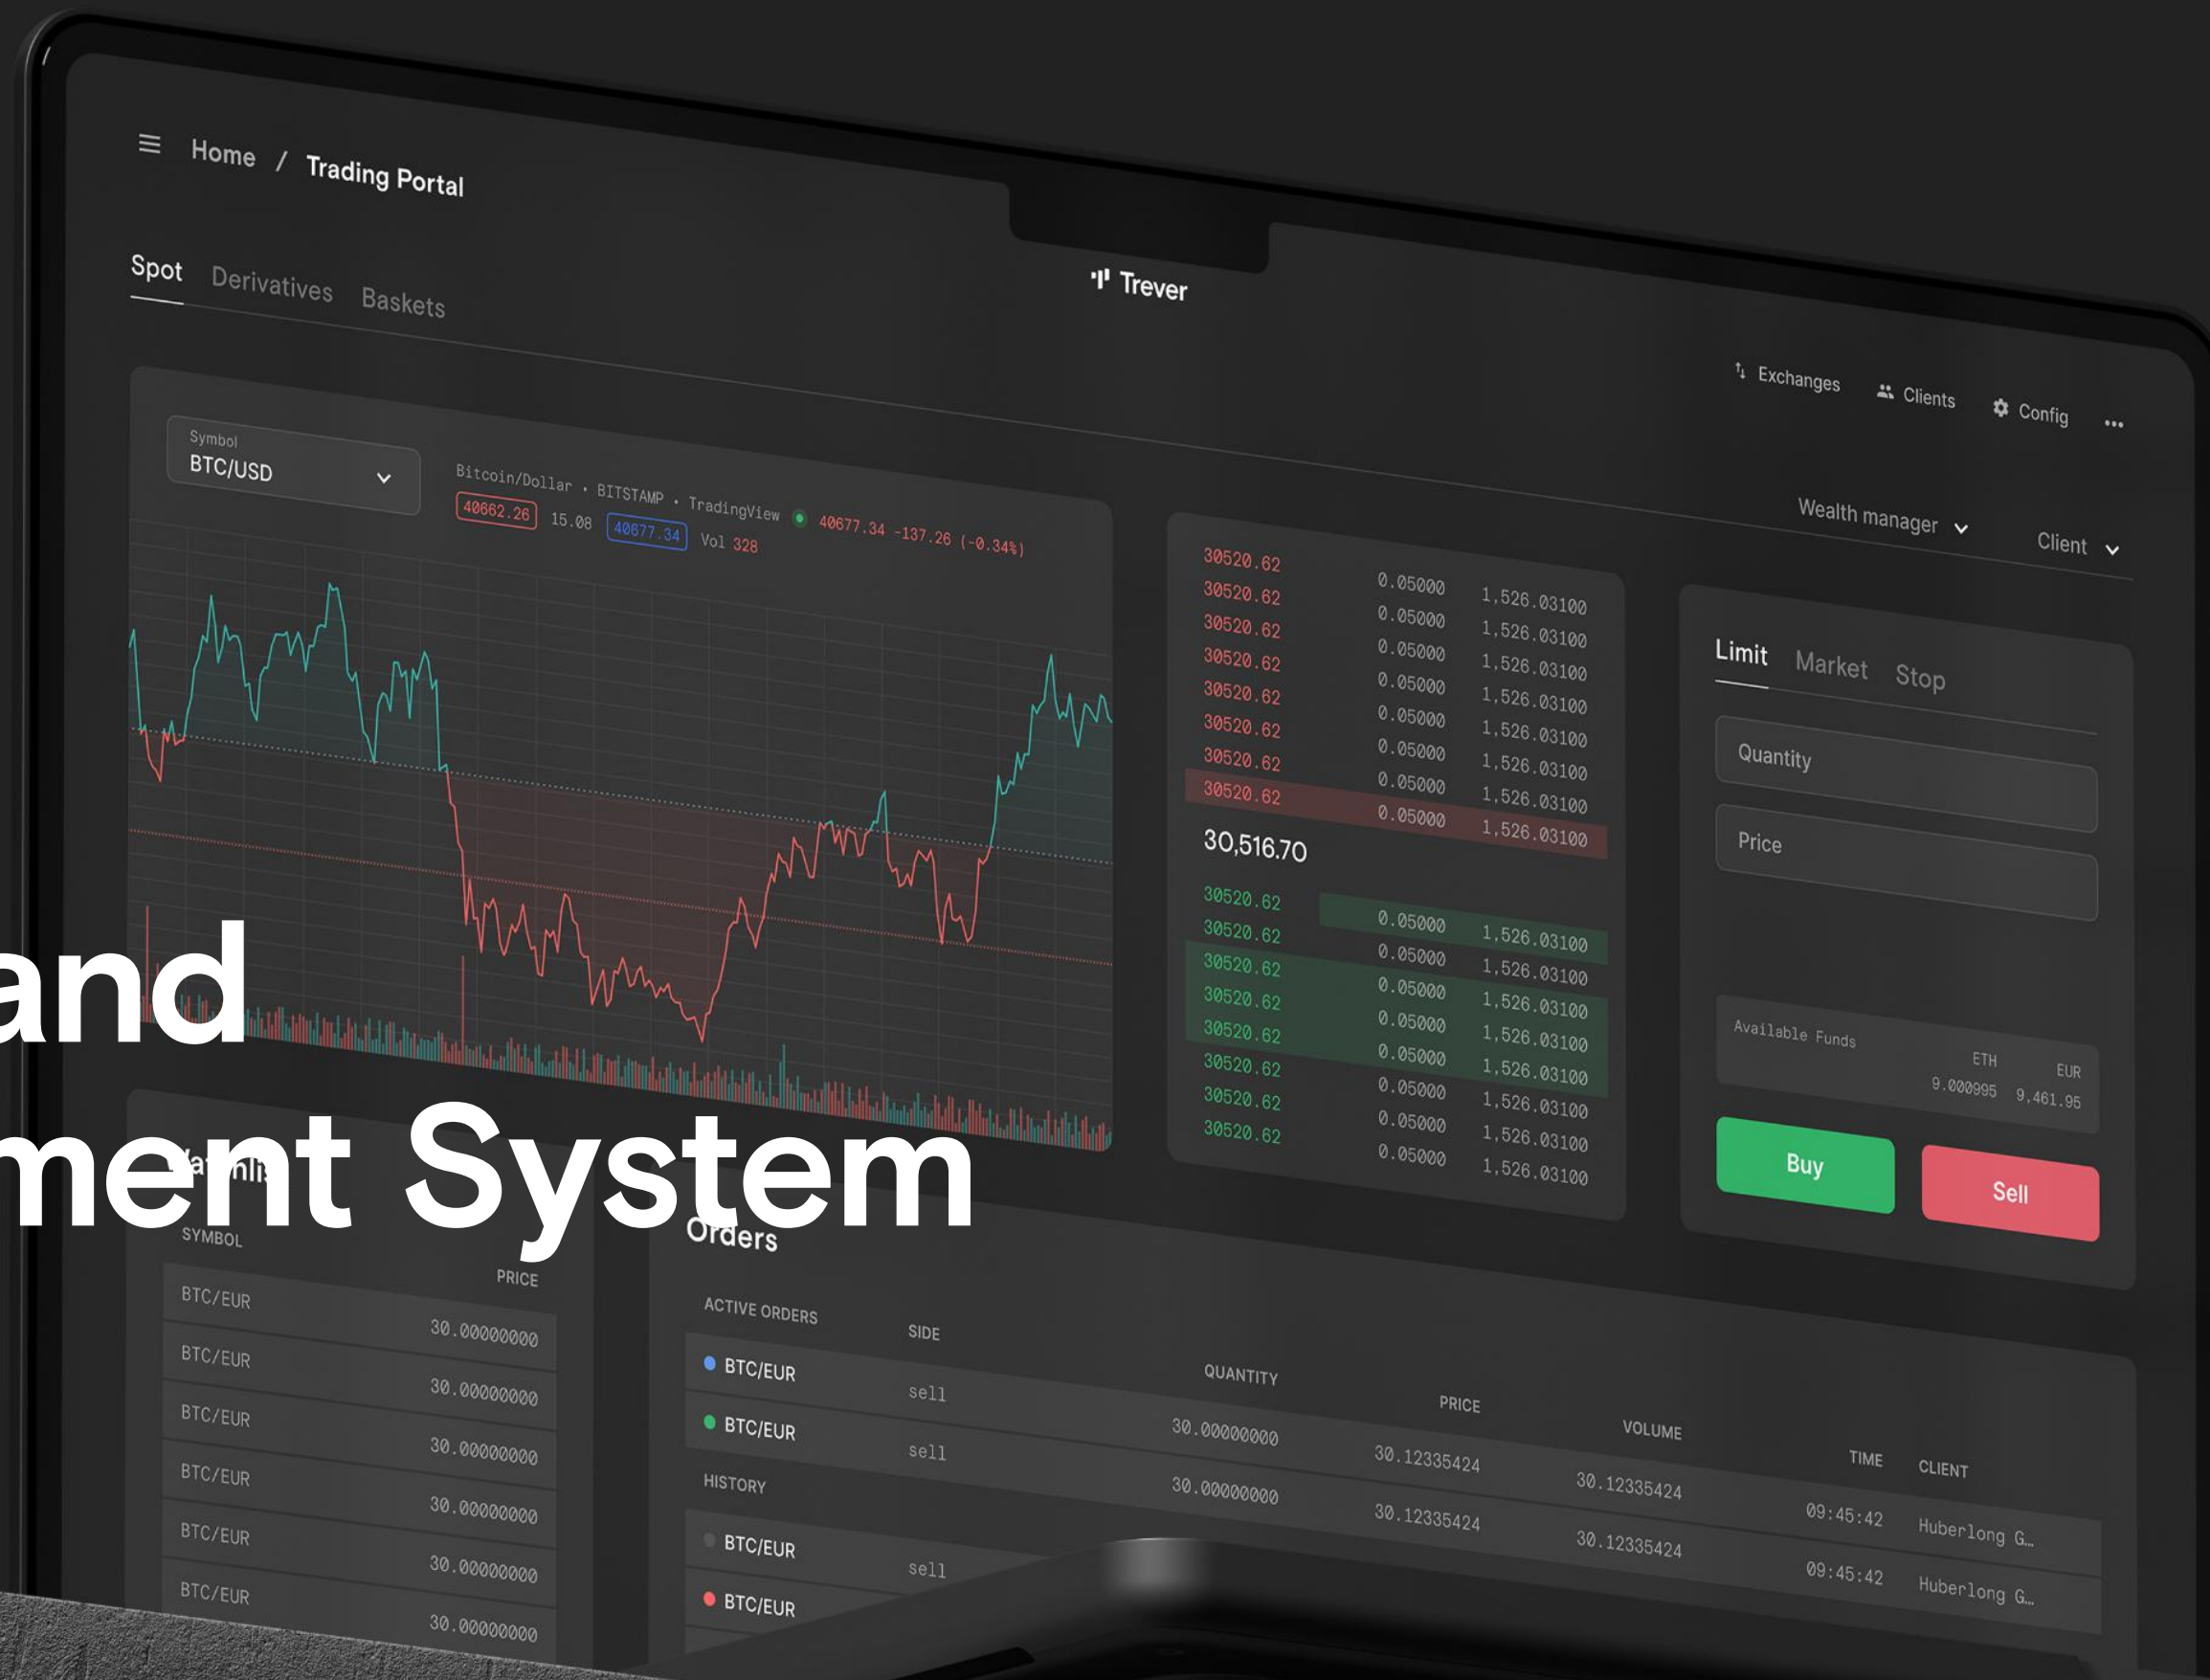 Home / Trading Portal
Trever
Spot Derivatives Baskets
Exchanges Clients Config
Wealth manager Client
Symbol
BTC/USD
Bitcoin/Dollar • BITSTAMP • TradingView 40677.34 -137.26 (-0.34%)
40662.26 15.08 40677.34 Vol 328
30520.62 0.05000 1,526.03100
30520.62 0.05000 1,526.03100
30520.62 0.05000 1,526.03100
30520.62 0.05000 1,526.03100
30520.62 0.05000 1,526.03100
30520.62 0.05000 1,526.03100
30520.62 0.05000 1,526.03100
30520.62 0.05000 1,526.03100
30,516.70
30520.62 0.05000 1,526.03100
30520.62 0.05000 1,526.03100
30520.62 0.05000 1,526.03100
30520.62 0.05000 1,526.03100
30520.62 0.05000 1,526.03100
30520.62 0.05000 1,526.03100
30520.62 0.05000 1,526.03100
30520.62 0.05000 1,526.03100
Limit Market Stop
Quantity
Price
Available Funds ETH EUR
9.000995 9,461.95
Buy Sell
and
ment System
Watchlis
SYMBOL PRICE
BTC/EUR 30.00000000
BTC/EUR 30.00000000
BTC/EUR 30.00000000
BTC/EUR 30.00000000
BTC/EUR 30.00000000
BTC/EUR 30.00000000
Orders
ACTIVE ORDERS SIDE QUANTITY PRICE VOLUME TIME CLIENT
BTC/EUR sell 30.00000000 30.12335424 30.12335424 09:45:42 Huberlong G…
BTC/EUR sell 30.00000000 30.12335424 30.12335424 09:45:42 Huberlong G…
HISTORY
BTC/EUR sell
BTC/EUR